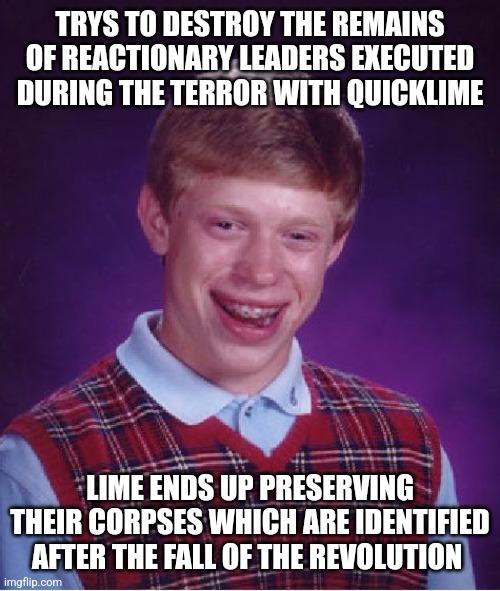 TRYS TO DESTROY THE REMAINS
OF REACTIONARY LEADERS EXECUTED
DURING THE TERROR WITH QUICKLIME
LIME ENDS UP PRESERVING
THEIR CORPSES WHICH ARE IDENTIFIED
AFTER THE FALL OF THE REVOLUTION
imgflip.com